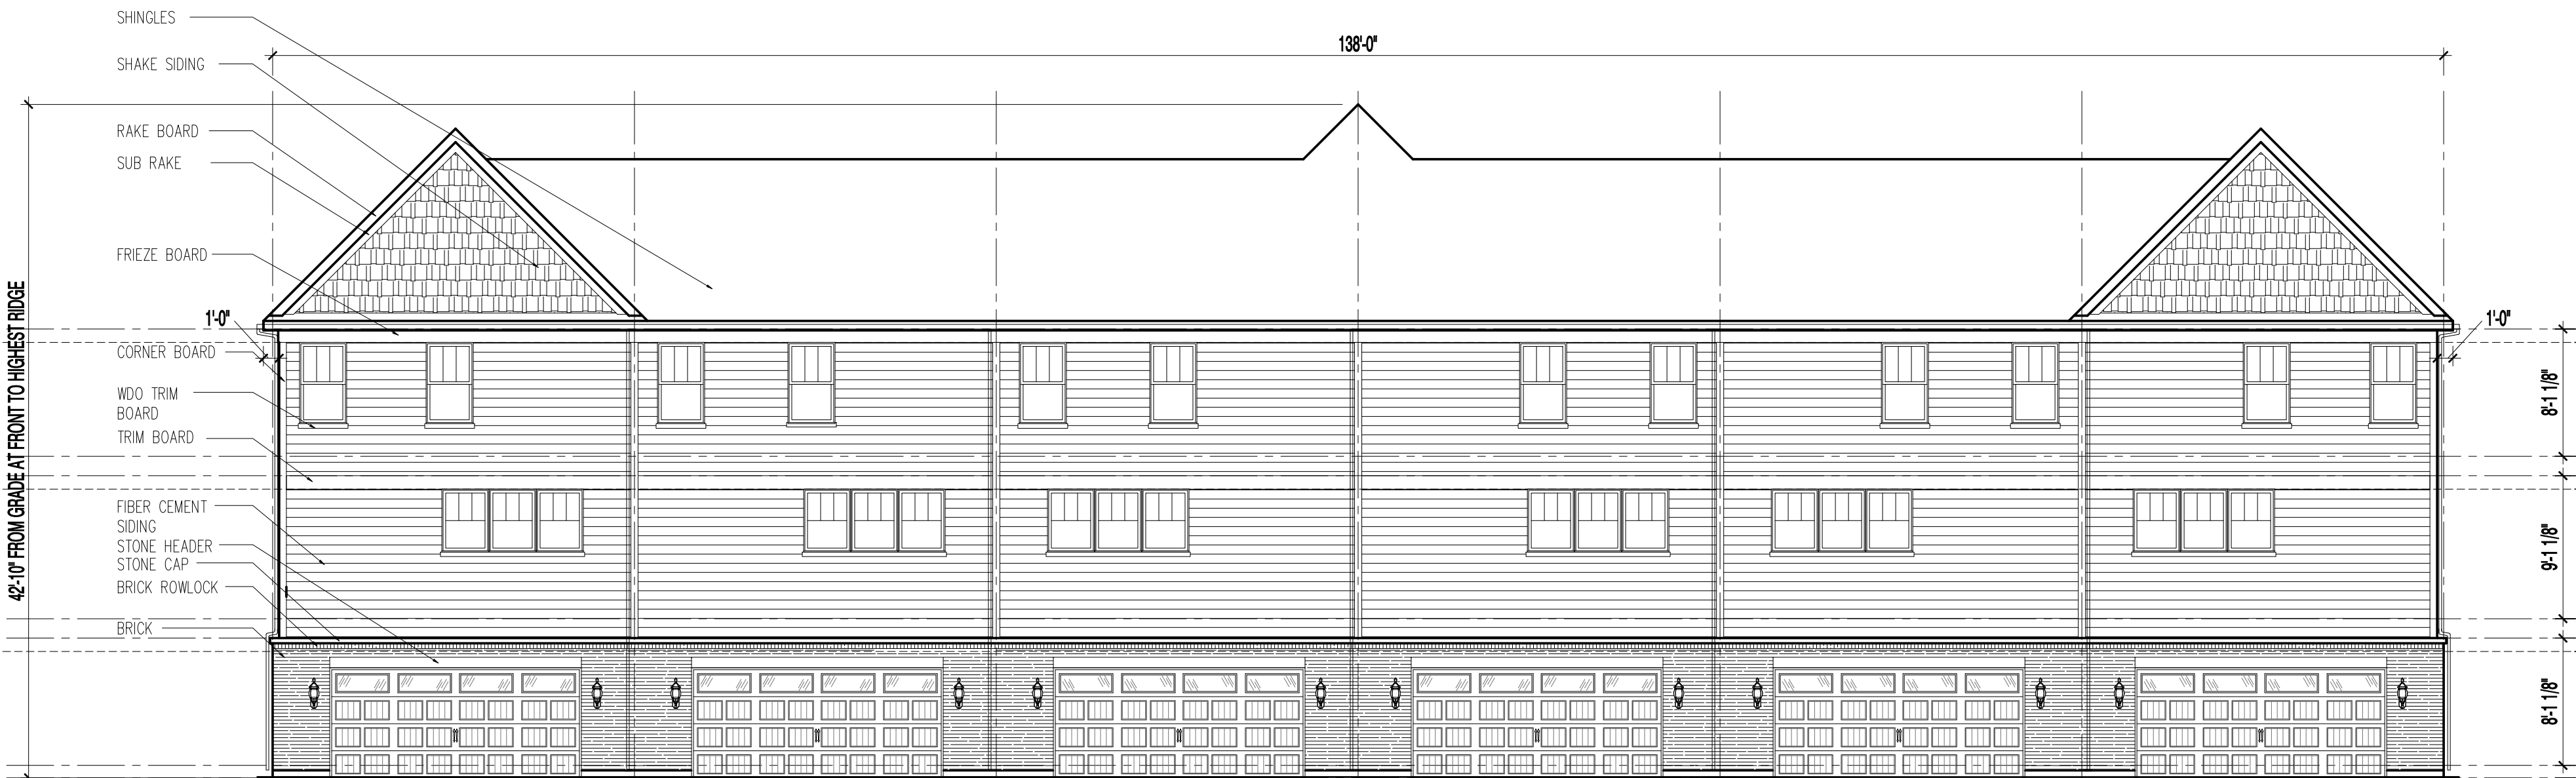 SHINGLES
138'-0"
SHAKE SIDING
RAKE BOARD
SUB RAKE
FRIEZE BOARD
42'-10" FROM GRADE AT FRONT TO HIGHEST RIDGE
1'-0"
1'-0"
CORNER BOARD
WDO TRIM
BOARD
TRIM BOARD
FIBER CEMENT
SIDING
STONE HEADER
STONE CAP
BRICK ROWLOCK
BRICK
8'-1 1/8"
9'-1 1/8"
8'-1 1/8"